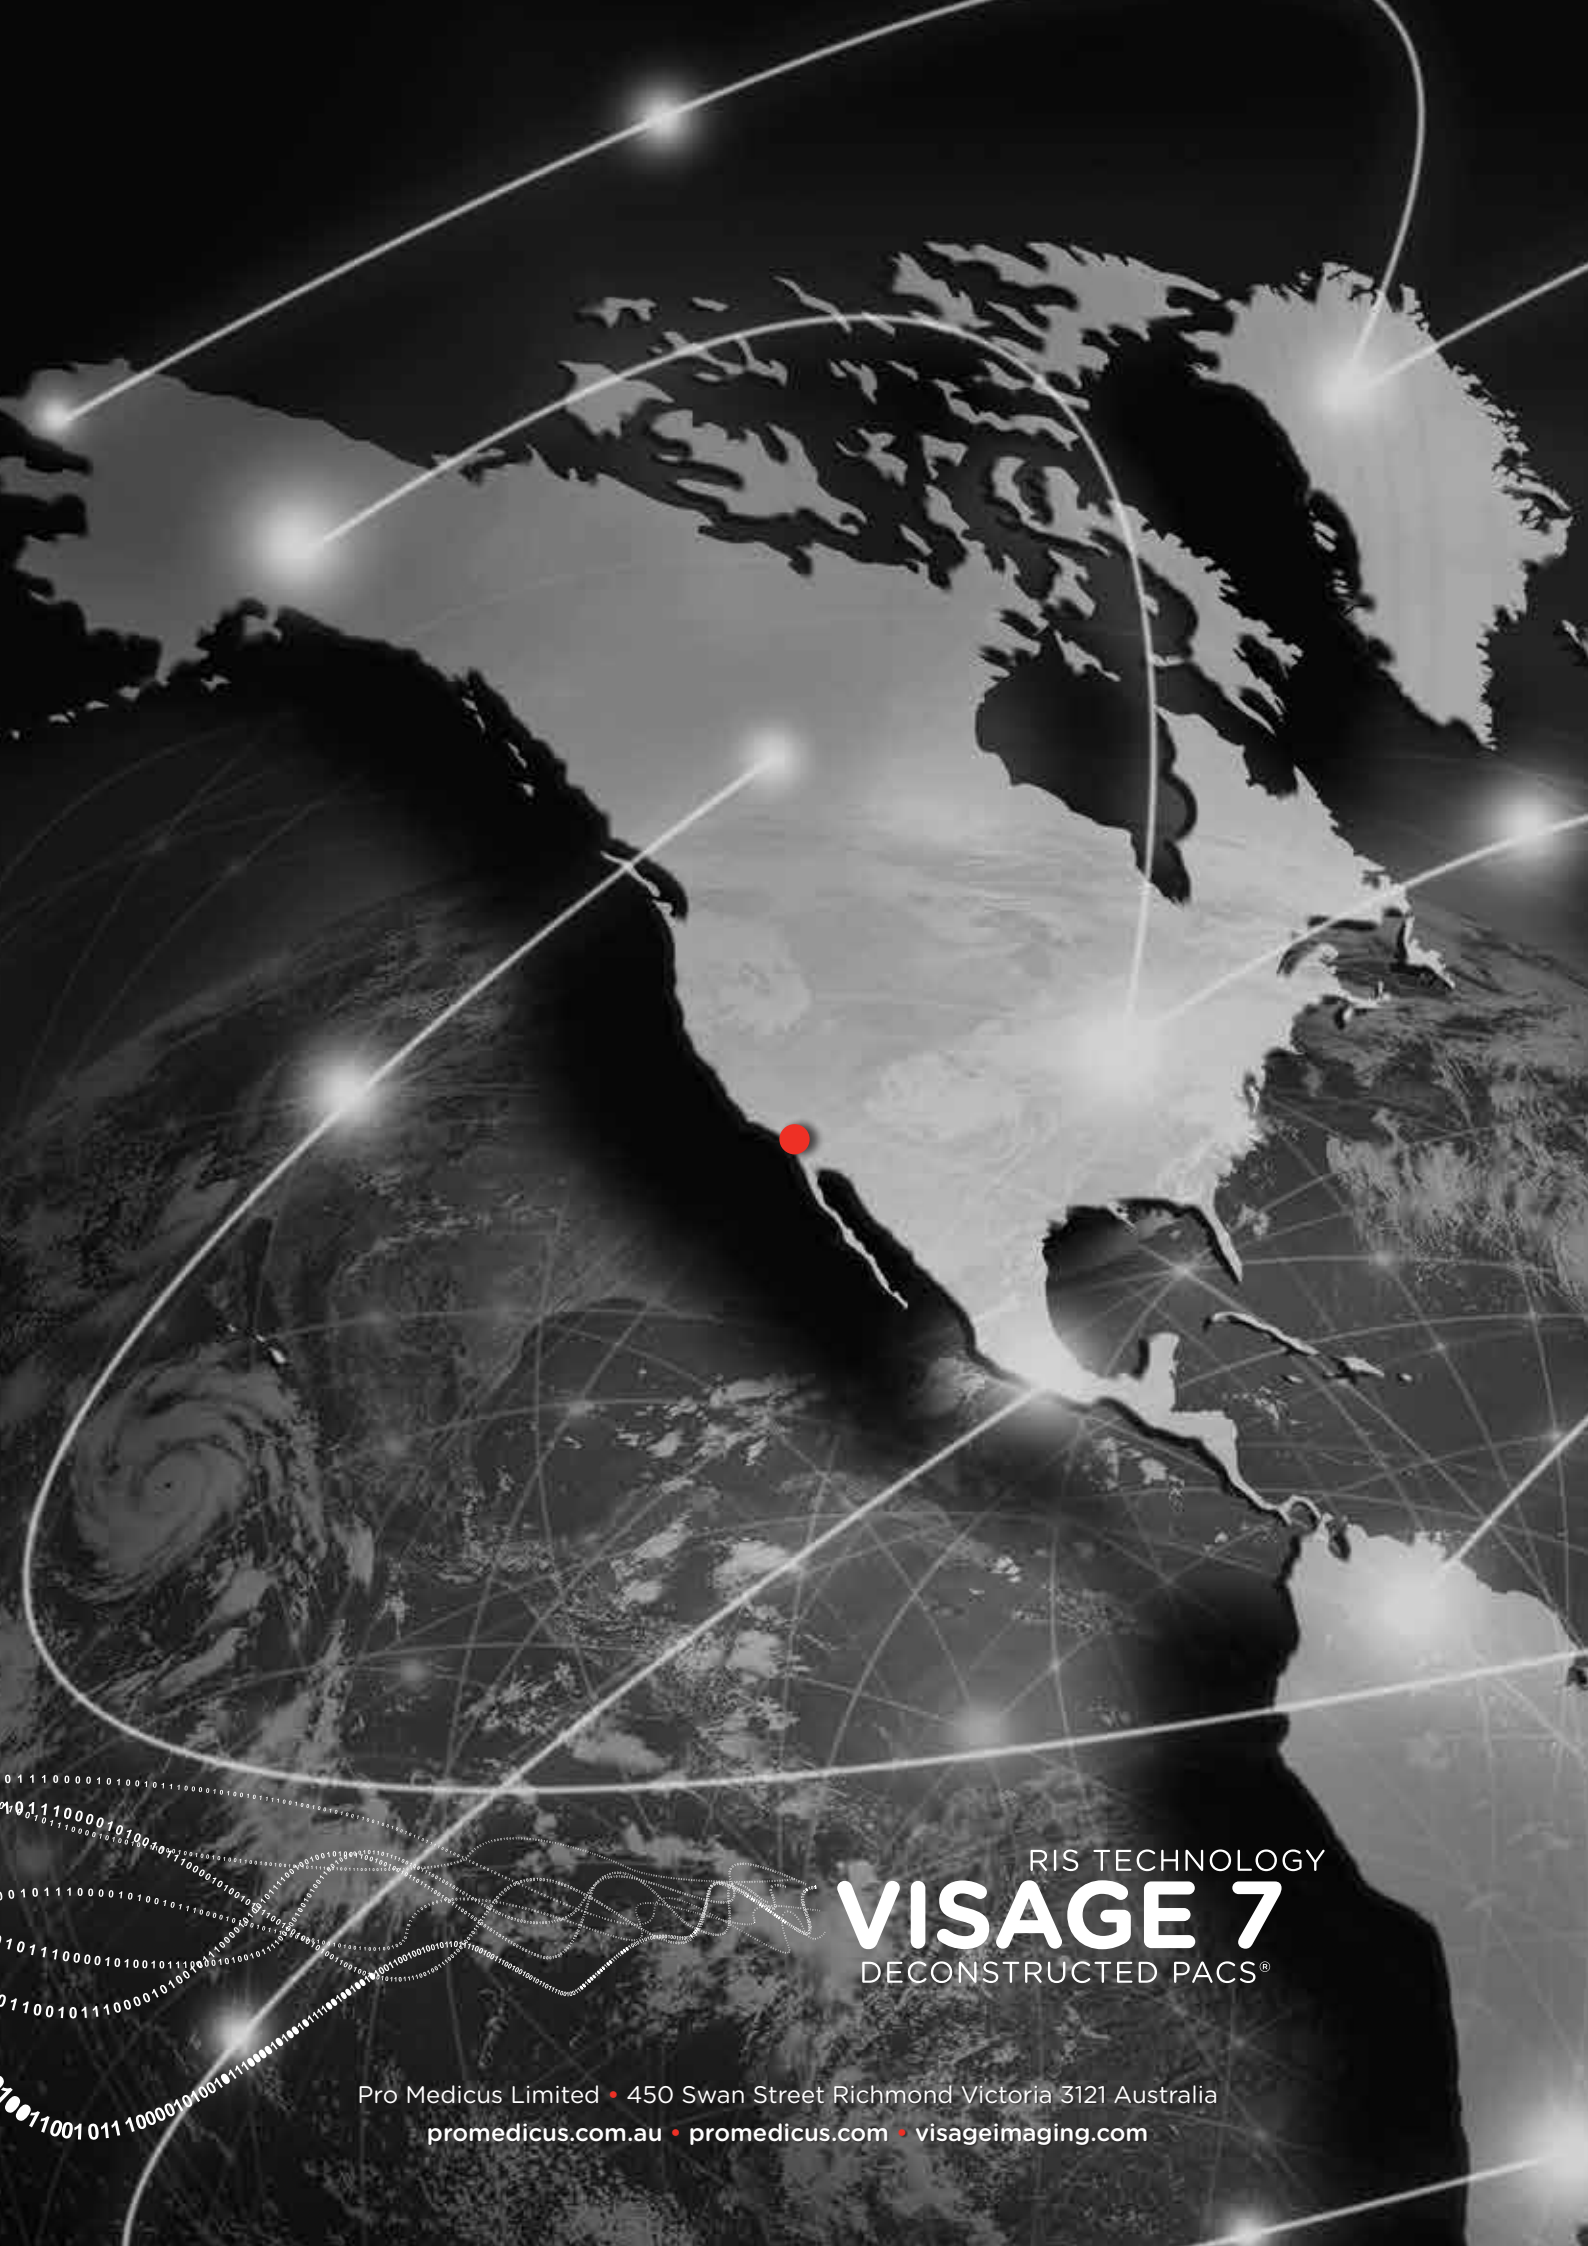 RIS TECHNOLOGY
VISAGE 7
DECONSTRUCTED PACS®
Pro Medicus Limited • 450 Swan Street Richmond Victoria 3121 Australia
promedicus.com.au • promedicus.com • visageimaging.com